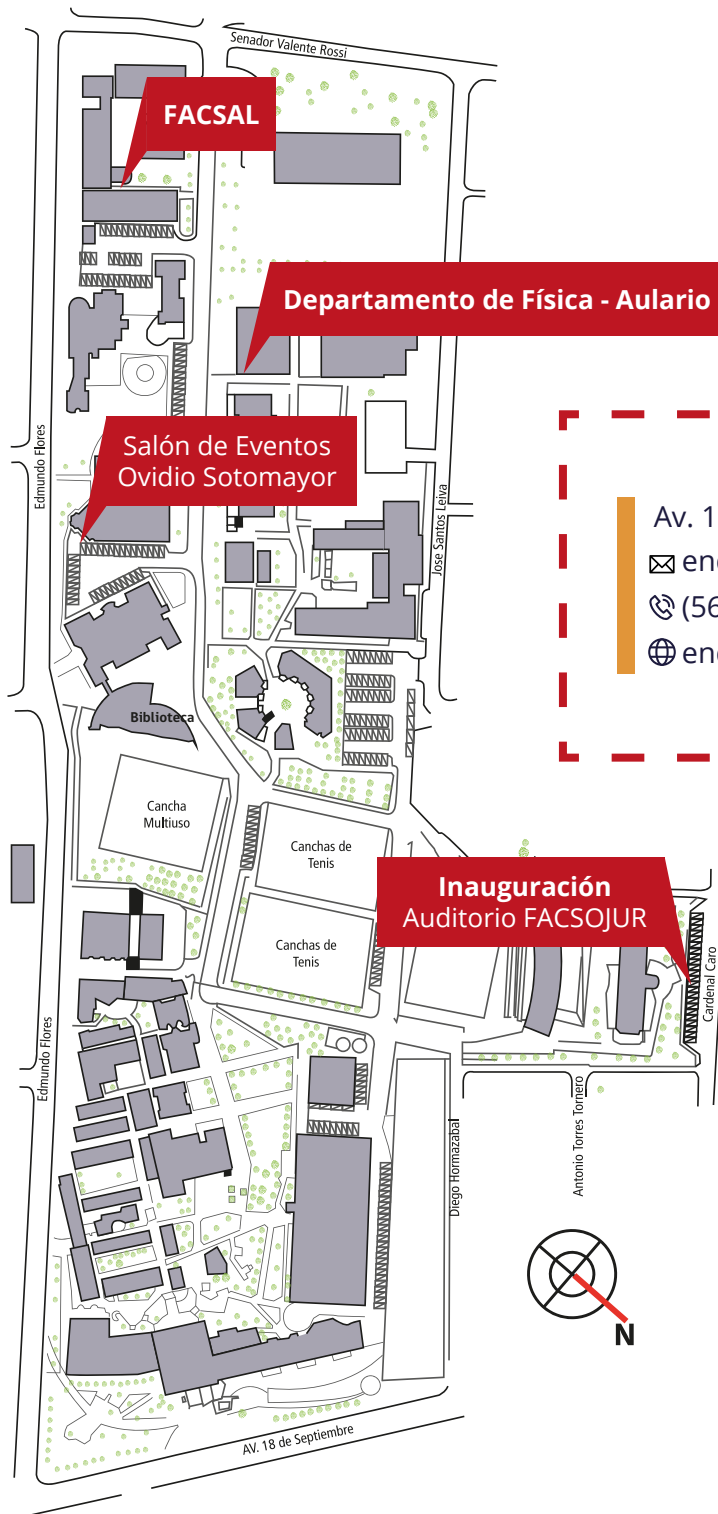 Senador Valente Rossi
FACSAL
Departamento de Física - Aulario
Edmundo Flores
Salón de Eventos
Ovidio Sotomayor
Jose Santos Leiva
Av. 1
(56
Biblioteca
Cancha
Multiuso
Canchas de
Tenis
Inauguración
Auditorio FACSOJUR
Canchas de
Tenis
Cardenal Caro
Edmundo Flores
Antonio Torres Tornero
Diego Hormazabal
N
AV. 18 de Septiembre